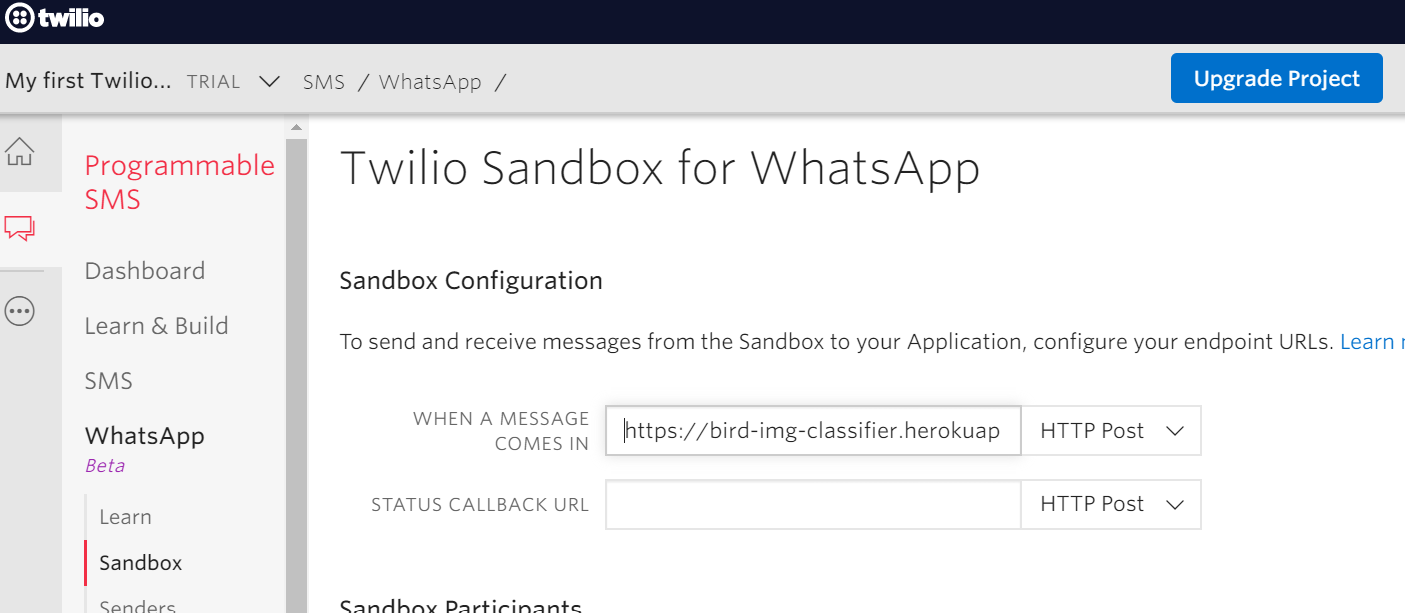 twilio
My first Twilio... TRIAL SMS / WhatsApp /
Upgrade Project
Programmable
SMS
Dashboard
Learn & Build
SMS
WhatsApp
Beta
Learn
Sandbox
Senders
Twilio Sandbox for WhatsApp
Sandbox Configuration
To send and receive messages from the Sandbox to your Application, configure your endpoint URLs. Learn
WHEN A MESSAGE
COMES IN
https://bird-img-classifier.herokuap
HTTP Post
STATUS CALLBACK URL
HTTP Post
Sandbox Participants